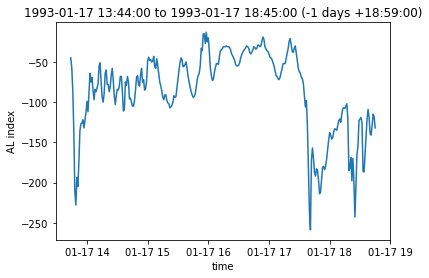 1993-01-17 13:44:00 to 1993-01-17 18:45:00 (-1 days +18:59:00)
−50
−100
−150
−200
−250
AL index
01-17 14 01-17 15 01-17 16 01-17 17 01-17 18 01-17 19
time